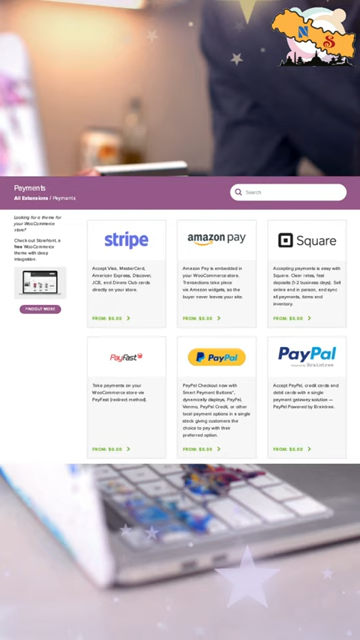 N
S
Payments
All Extensions / Payments
Search
Looking for a theme for
your WooCommerce
store?
Check out Storefront, a
free WooCommerce
theme with deep
integration.
FIND OUT MORE
stripe
Accept Visa, MasterCard,
American Express, Discover,
JCB, and Diners Club cards
directly on your store.
FROM: $0.00
amazon pay
Amazon Pay is embedded in
your WooCommerce store.
Transactions take place
via Amazon widgets, so the
buyer never leaves your site.
FROM: $0.00
Square
Accepting payments is easy with
Square. Clear rates, fast
deposits (1-2 business days). Sell
online and in person, and sync
all payments, items and
inventory.
FROM: $0.00
PayFast
Take payments on your
WooCommerce store via
PayFast (redirect method).
FROM: $0.00
PayPal
PayPal Checkout now with
Smart Payment Buttons™,
dynamically displays, PayPal,
Venmo, PayPal Credit, or other
local payment options in a single
stack giving customers the
choice to pay with their
preferred option.
FROM: $0.00
PayPal
Powered by Braintree
Accept PayPal, credit cards and
debit cards with a single
payment gateway solution —
PayPal Powered by Braintree.
FROM: $0.00